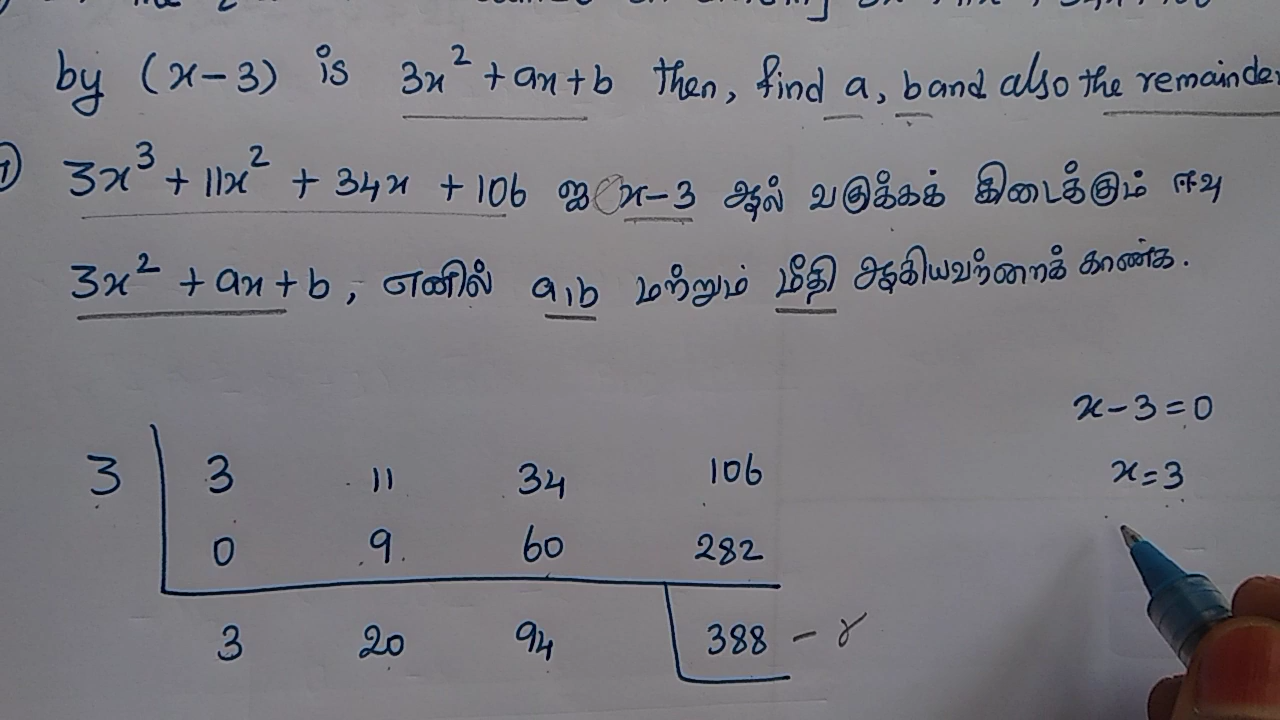 by (x-3) is 3x² + ax + b then, find a, b and also the remainder
3x³ + 11x² + 34x + 106 ஐ x-3 ஆல் வகுக்கக் கிடைக்கும் ஈவு
3x² + ax + b, எனில் a, b மற்றும் மீதி ஆகியவற்றைக் காண்க.
x-3=0
x=3
3 3 11 34 106
0 9 60 282
3 20 94 388 - r